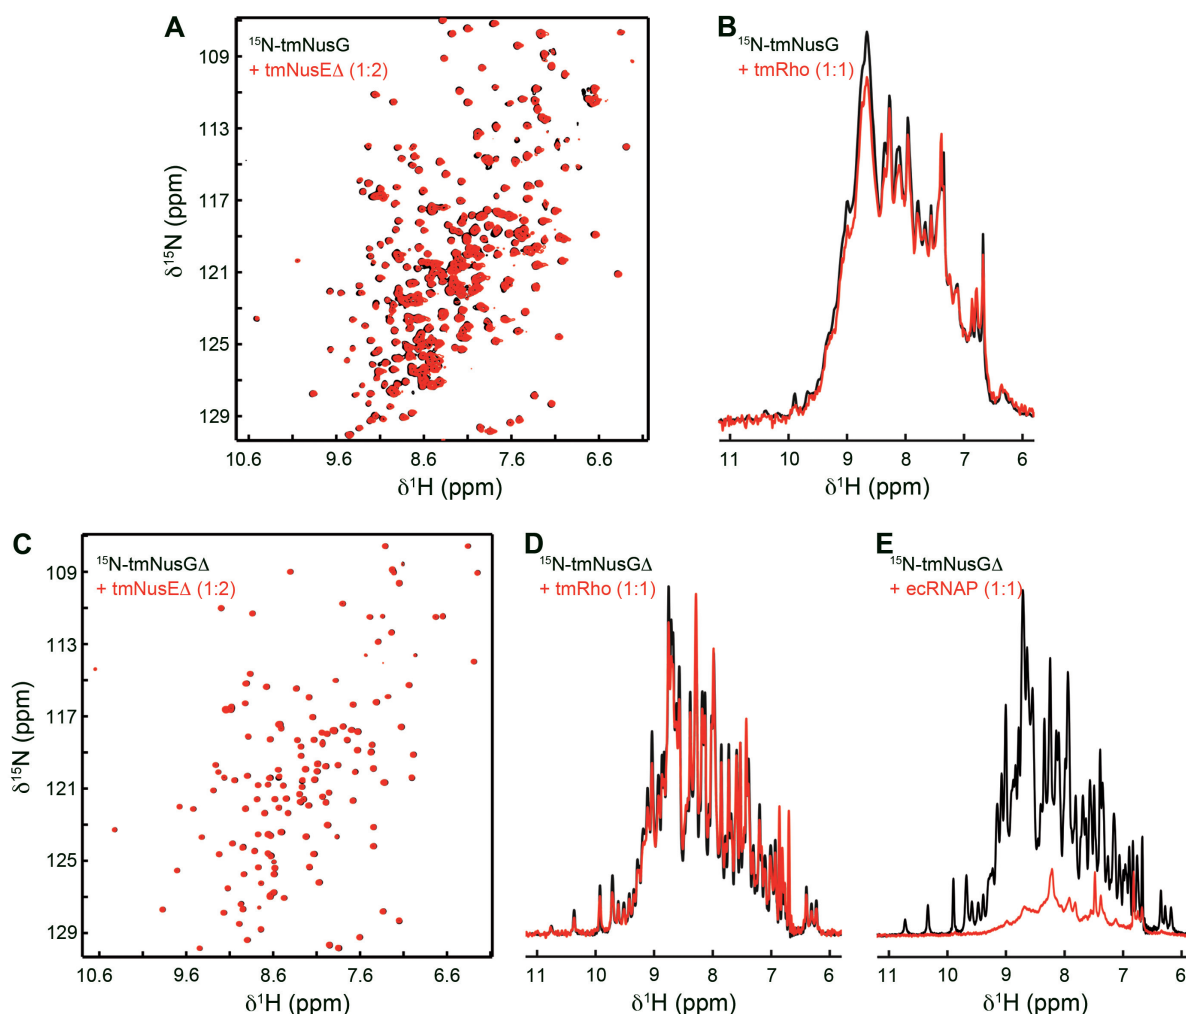 A
¹⁵N-tmNusG
+ tmNusEΔ (1:2)
109
113
117
121
125
129
δ¹⁵N (ppm)
10.6 9.6 8.6 7.6 6.6
δ¹H (ppm)
B
¹⁵N-tmNusG
+ tmRho (1:1)
11 10 9 8 7 6
δ¹H (ppm)
C
¹⁵N-tmNusGΔ
+ tmNusEΔ (1:2)
109
113
117
121
125
129
δ¹⁵N (ppm)
10.6 9.6 8.6 7.6 6.6
δ¹H (ppm)
D
¹⁵N-tmNusGΔ
+ tmRho (1:1)
11 10 9 8 7 6
δ¹H (ppm)
E
¹⁵N-tmNusGΔ
+ ecRNAP (1:1)
11 10 9 8 7 6
δ¹H (ppm)